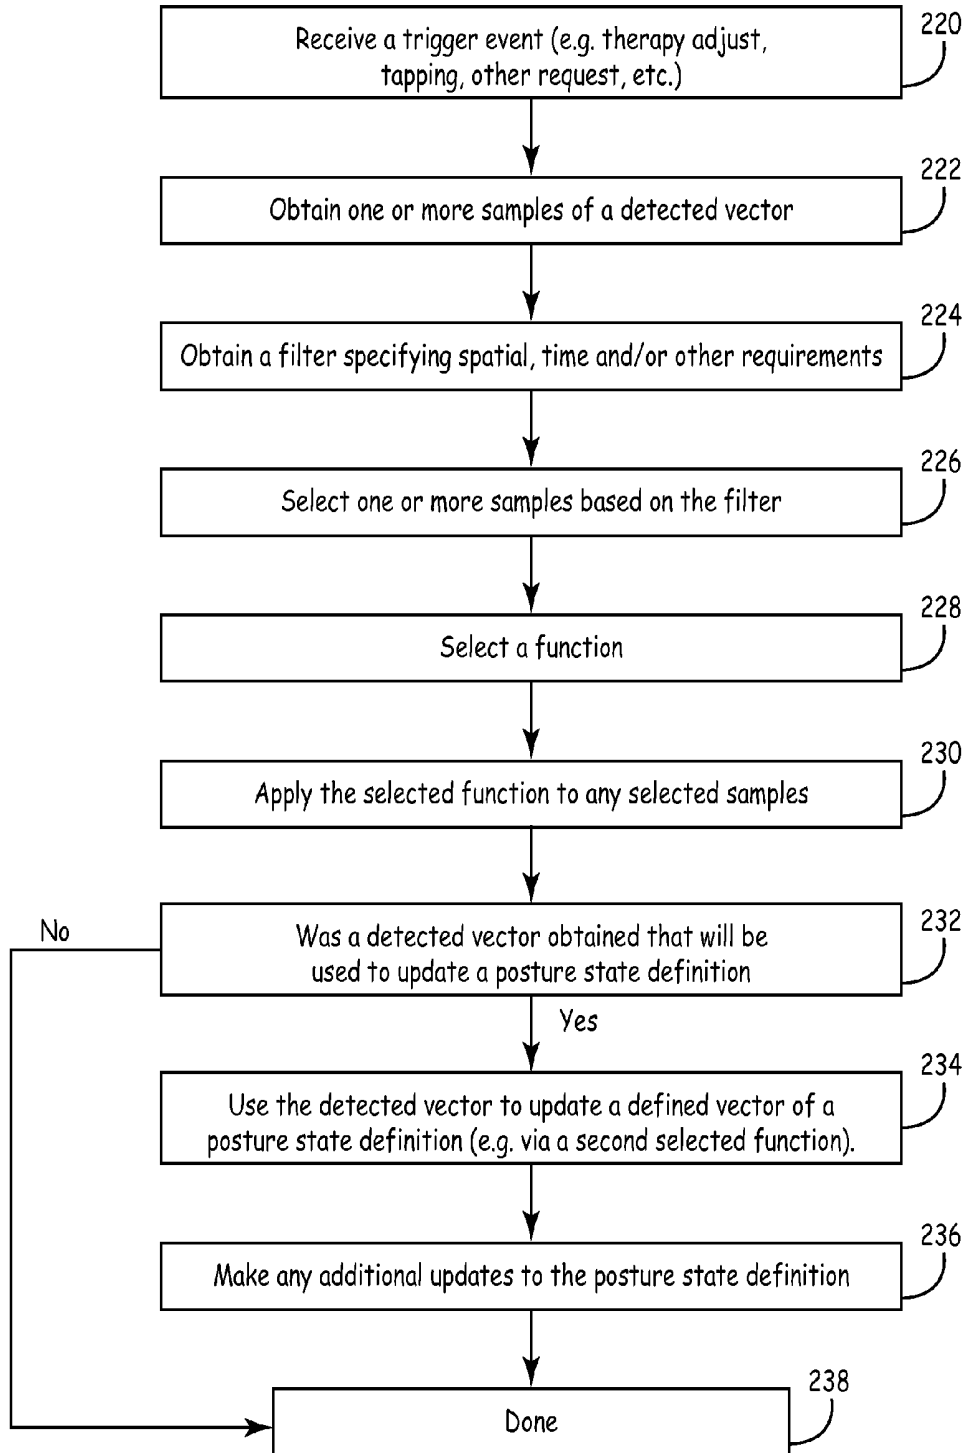 Receive a trigger event (e.g. therapy adjust,
tapping, other request, etc.)
220
Obtain one or more samples of a detected vector
222
Obtain a filter specifying spatial, time and/or other requirements
224
Select one or more samples based on the filter
226
Select a function
228
Apply the selected function to any selected samples
230
Was a detected vector obtained that will be
used to update a posture state definition
232
No
Yes
Use the detected vector to update a defined vector of a
posture state definition (e.g. via a second selected function).
234
Make any additional updates to the posture state definition
236
Done
238